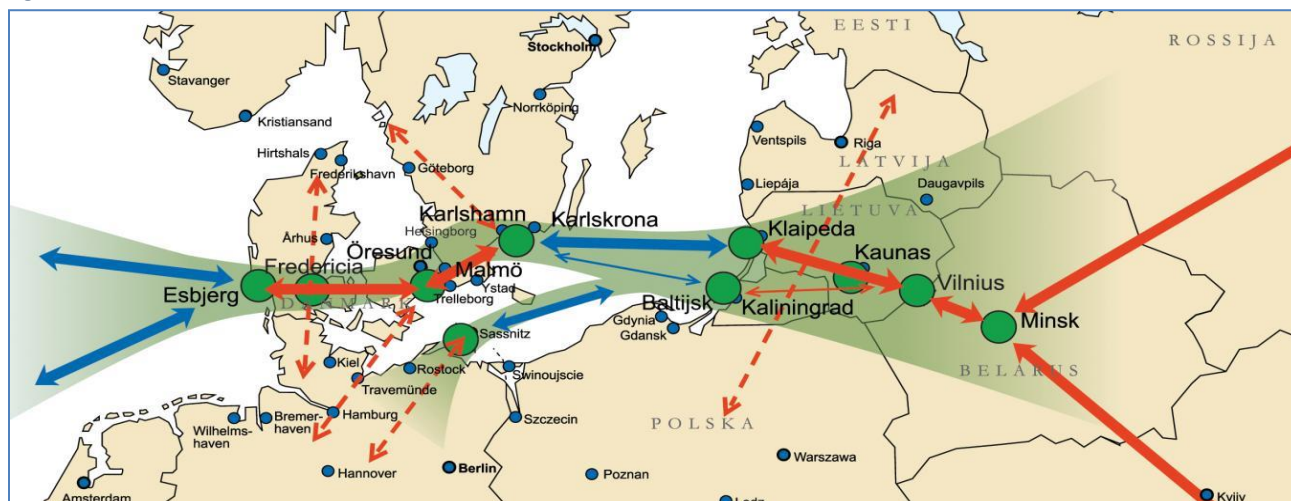 EESTI
ROSSIJA
Stockholm
Stavanger
Norrköping
Kristiansand
Ventspils
Riga
Hirtshals
Frederikshavn
Göteborg
LATVIJA
Liepája
Daugavpils
Karlshamn
Karlskrona
LIETUVA
Helsingborg
Klaipeda
Århus
Öresund
Kaunas
Fredericia
Malmö
Esbjerg
DANMARK
Trelleborg
Ystad
Baltijsk
Kaliningrad
Vilnius
Minsk
Gdynia
Gdansk
Sassnitz
Kiel
Rostock
Swinoujscie
BELARUS
Travemünde
Hamburg
Szczecin
POLSKA
Wilhelms-
haven
Bremer-
haven
Hannover
Berlin
Poznan
Warszawa
Amsterdam
Kyiiv